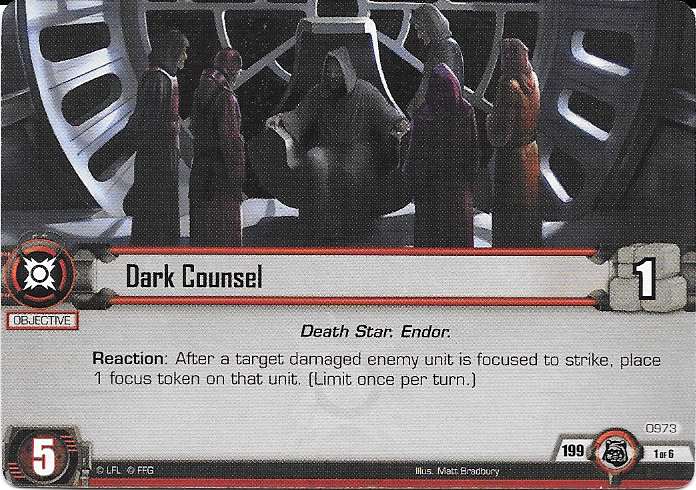 Dark Counsel
1
OBJECTIVE
Death Star. Endor.
Reaction: After a target damaged enemy unit is focused to strike, place
1 focus token on that unit. (Limit once per turn.)
0973
5
199
1 OF 6
© LFL © FFG
Illus. Matt Bradbury